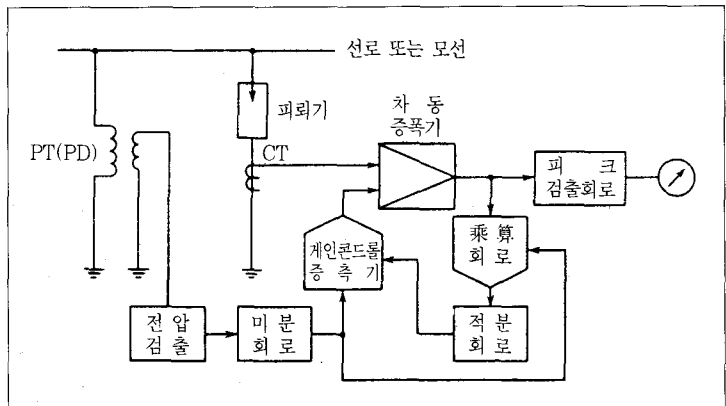 선로 또는 모선
피뢰기
차 동
증폭기
PT(PD)
CT
피 크
검출회로
게인콘드롤
증 측 기
乘 算
회 로
전 압
검 출
미 분
회 로
적 분
회 로